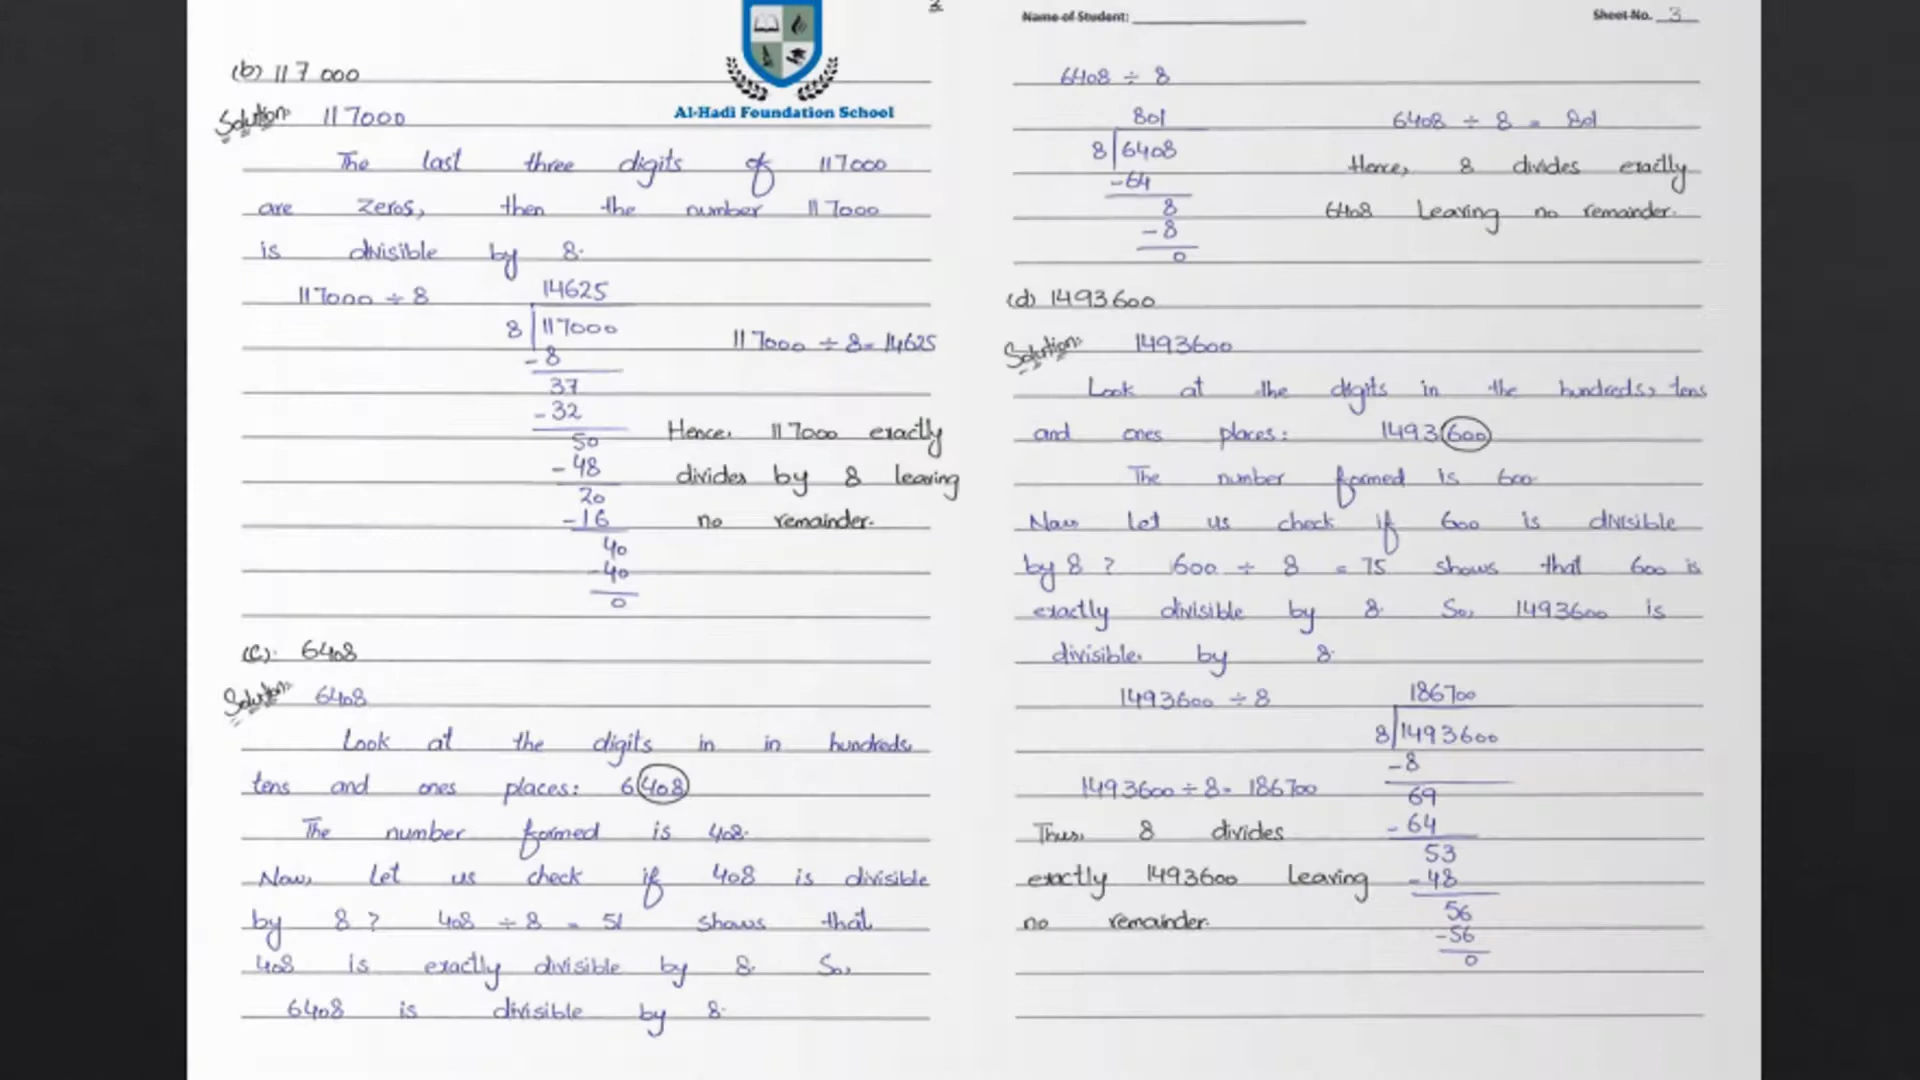 2
(b) 117000
Al-Hadi Foundation School
Solution: 117000
The last three digits of 117000
are zeros, then the number 117000
is divisible by 8.
117000 ÷ 8
14625
8 117000
117000 ÷ 8 = 14625
-8
37
-32
50
-48
20
-16
40
-40
0
Hence, 117000 exactly
divides by 8 leaving
no remainder.
(c). 6408
Solution: 6408
Look at the digits in in hundreds,
tens and ones places: 6408
The number formed is 408.
Now, let us check if 408 is divisible
by 8? 408 ÷ 8 = 51 shows that
408 is exactly divisible by 8. So,
6408 is divisible by 8.
Name of Student:
Sheet No. 3
6408 ÷ 8
801
8 6408
-64
8
-8
0
6408 ÷ 8 = 801
Hence, 8 divides exactly
6408 leaving no remainder.
(d) 1493600
Solution: 1493600
Look at the digits in the hundreds, tens
and ones places: 1493600
The number formed is 600.
Now let us check if 600 is divisible
by 8? 600 ÷ 8 = 75 shows that 600 is
exactly divisible by 8. So, 1493600 is
divisible by 8.
1493600 ÷ 8
186700
8 1493600
-8
69
-64
53
-48
56
-56
0
1493600 ÷ 8 = 186700
Thus, 8 divides
exactly 1493600 leaving
no remainder.